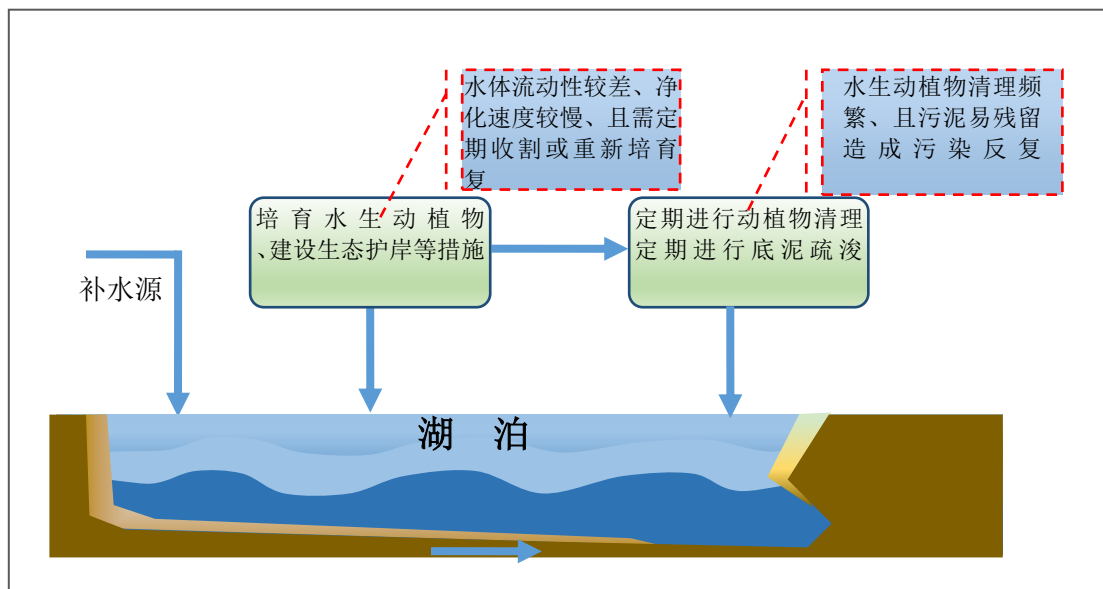 水体流动性较差、净
化速度较慢、且需定
期收割或重新培育
复
水生动植物清理频
繁、且污泥易残留
造成污染反复
培育水生动植物
、建设生态护岸等措施
定期进行动植物清理
定期进行底泥疏浚
补水源
湖 泊